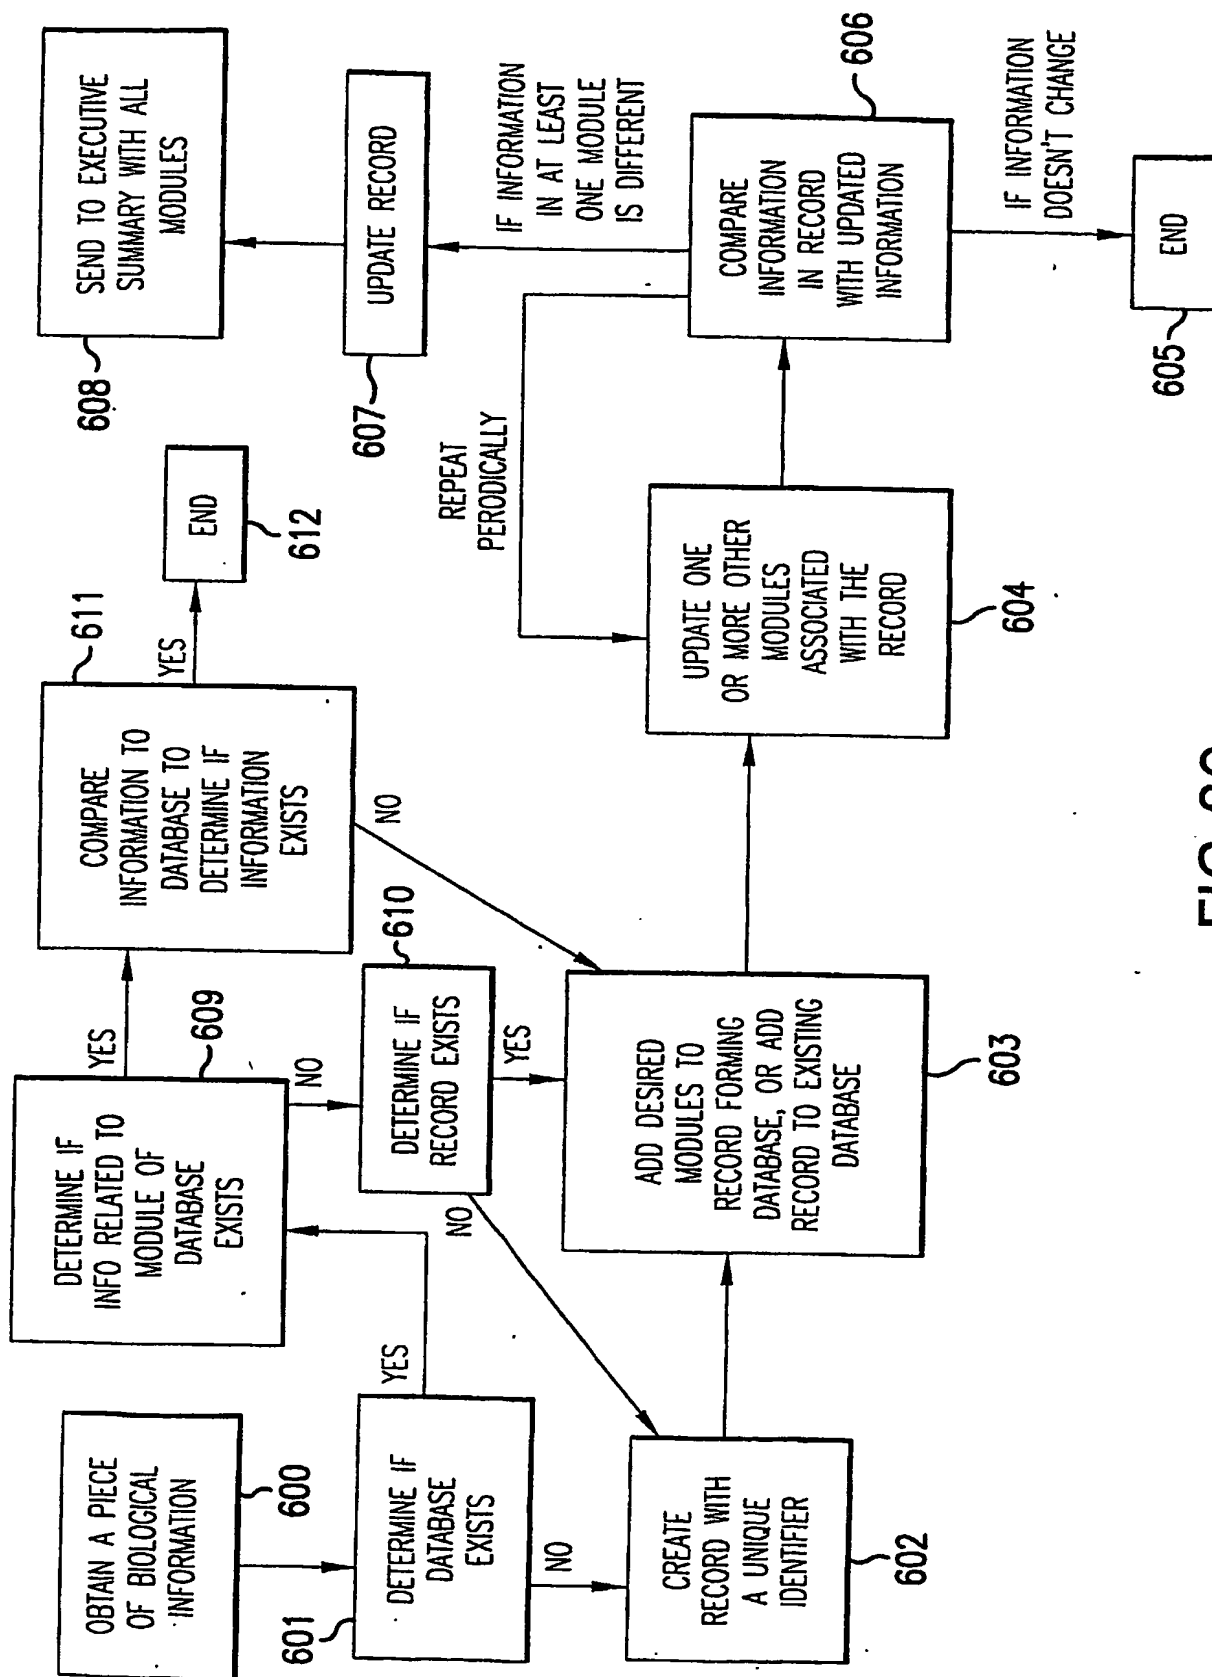 OBTAIN A PIECE
OF BIOLOGICAL
INFORMATION
600
601
DETERMINE IF
DATABASE
EXISTS
YES
NO
CREATE
RECORD WITH
A UNIQUE
IDENTIFIER
602
DETERMINE IF
INFO RELATED TO
MODULE OF
DATABASE
EXISTS
609
YES
NO
DETERMINE IF
RECORD EXISTS
610
NO
YES
ADD DESIRED
MODULES TO
RECORD FORMING
DATABASE, OR ADD
RECORD TO EXISTING
DATABASE
603
COMPARE
INFORMATION TO
DATABASE TO
DETERMINE IF
INFORMATION
EXISTS
611
YES
NO
END
612
UPDATE ONE
OR MORE OTHER
MODULES
ASSOCIATED
WITH THE
RECORD
604
REPEAT
PERODICALLY
COMPARE
INFORMATION
IN RECORD
WITH UPDATED
INFORMATION
606
IF INFORMATION
IN AT LEAST
ONE MODULE
IS DIFFERENT
UPDATE RECORD
607
SEND TO EXECUTIVE
SUMMARY WITH ALL
MODULES
608
IF INFORMATION
DOESN'T CHANGE
END
605